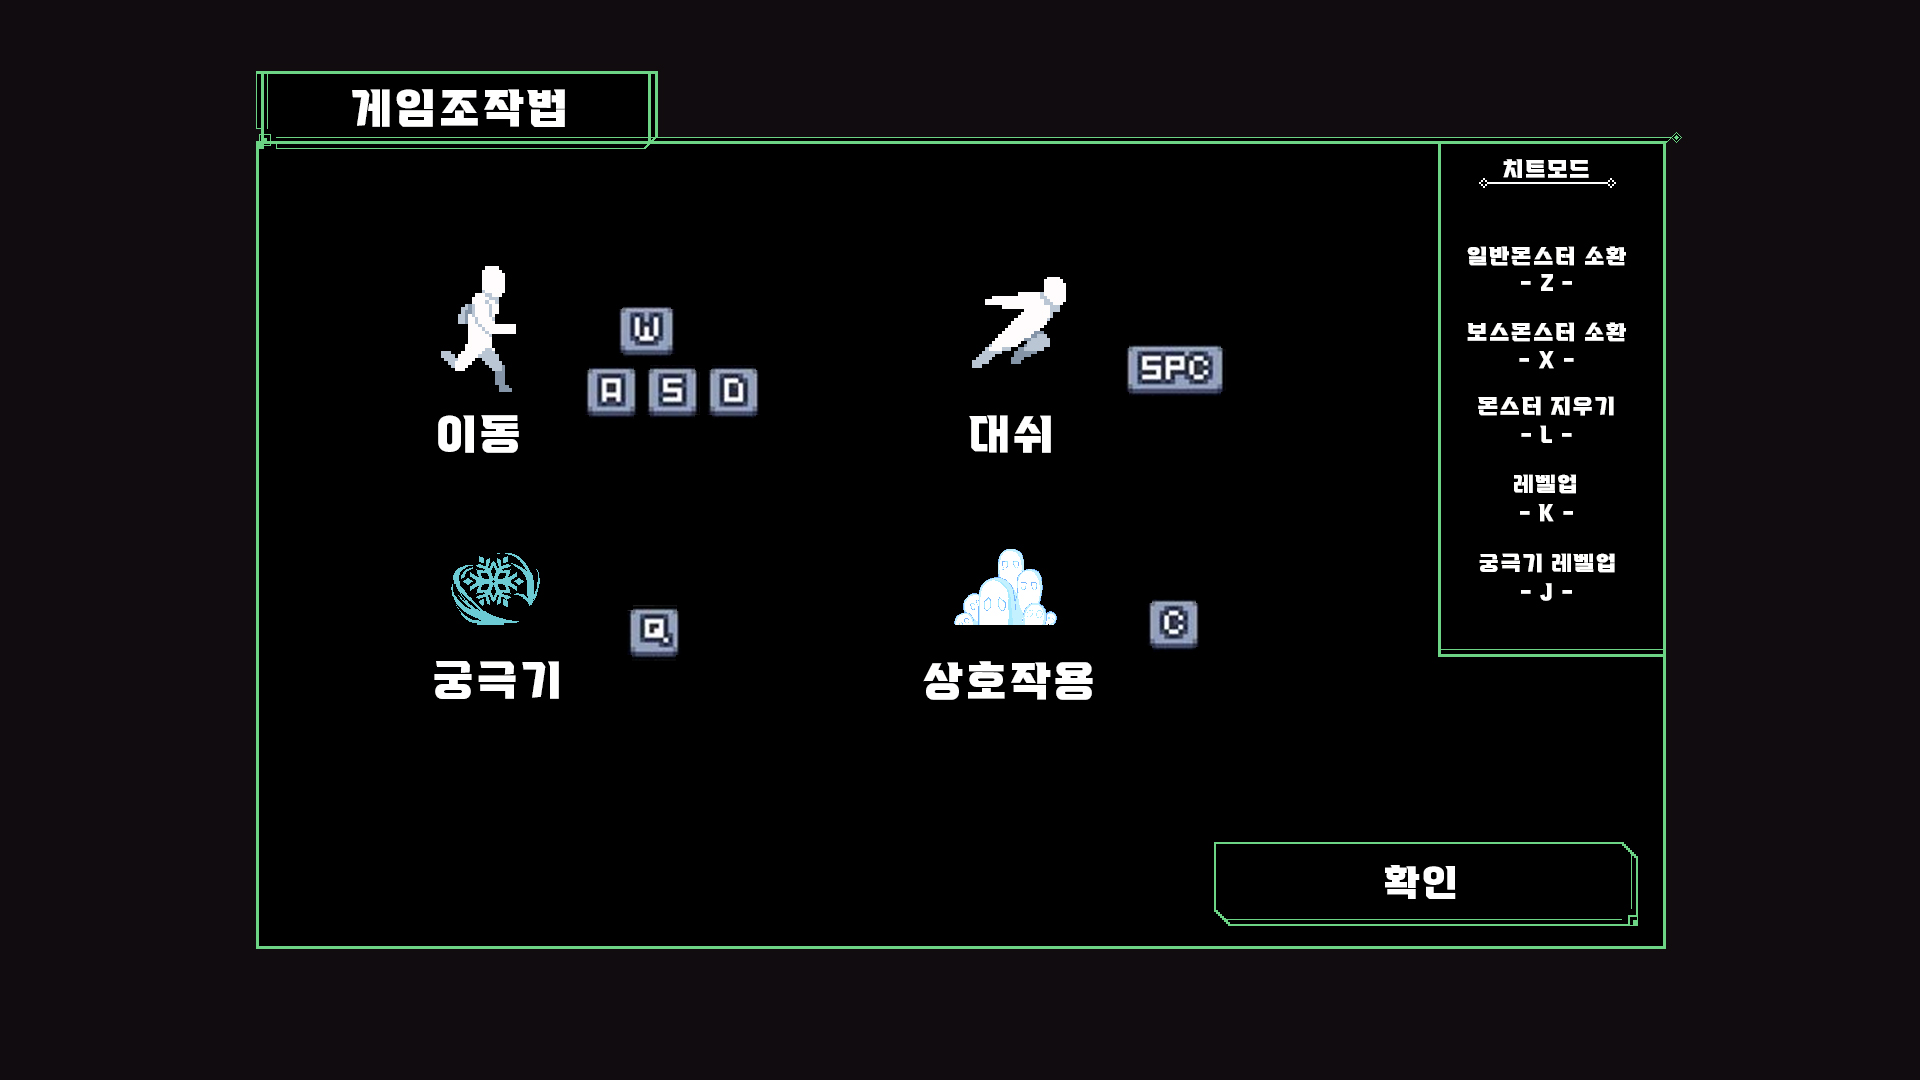 게임조작법
W
A S D
이동
SPC
대쉬
Q
궁극기
C
상호작용
치트모드
일반몬스터 소환
- Z -
보스몬스터 소환
- X -
몬스터 지우기
- L -
레벨업
- K -
궁극기 레벨업
- J -
확인